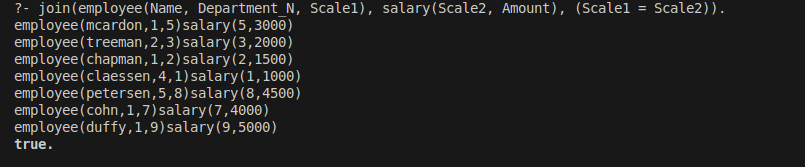 ?- join(employee(Name, Department_N, Scale1), salary(Scale2, Amount), (Scale1 = Scale2)).
employee(mcardon,1,5)salary(5,3000)
employee(treeman,2,3)salary(3,2000)
employee(chapman,1,2)salary(2,1500)
employee(claessen,4,1)salary(1,1000)
employee(petersen,5,8)salary(8,4500)
employee(cohn,1,7)salary(7,4000)
employee(duffy,1,9)salary(9,5000)
true.